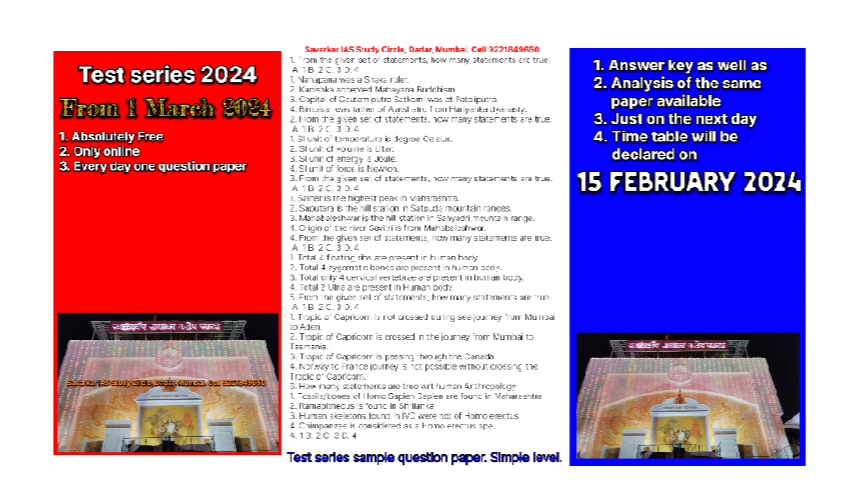 Test series 2024
From 1 March 2024
1. Absolutely Free
2. Only online
3. Every day one question paper
Savarkar IAS Study Circle, Dadar, Mumbai. Cell 9221849650
Savarkar IAS Study Circle, Dadar, Mumbai. Cell 9221849650
1. From the given set of statements, how many statements are true.
A. 1 B. 2 C. 3 D. 4
1. Nahapana was a Shaka ruler.
2. Kanishka accepted Mahayana Buddhism
3. Capital of Gautamiputra Satkarni was at Pataliputra
4. Bimbisar was father of Ajatshatru from Hariyanka dynasty.
2. From the given set of statements, how many statements are true.
A. 1 B. 2 C. 3 D. 4
1. SI unit of temperature is degree Celsius.
2. SI unit of volume is Liter.
3. SI unit of energy is Joule.
4. SI unit of force is Newton.
3. From the given set of statements, how many statements are true.
A. 1 B. 2 C. 3 D. 4
1. Salher is the highest peak in Maharashtra.
2. Saputara is the hill station in Satpuda mountain ranges.
3. Mahabaleshwar is the hill station in Sahyadri mountain range.
4. Origin of the river Savitri is from Mahabaleshwar.
4. From the given set of statements, how many statements are true.
A. 1 B. 2 C. 3 D. 4
1. Total 4 floating ribs are present in human body
2. Total 4 zygomatic bones are present in human body.
3. Total only 4 cervical vertebrae are present in human body.
4. Total 2 Ulna are present in Human body.
5. From the given set of statements, how many statements are true
A. 1 B. 2 C. 3 D. 4
1. Tropic of Capricorn is not crossed during sea journey from Mumbai
to Aden.
2. Tropic of Capricorn is crossed in the journey from Mumbai to
Tasmania.
3. Tropic of Capricorn is passing through the Canada
4. Norway to France journey is not possible without crossing the
Tropic of Capricorn.
6. How many statements are true wrt human Anthropology
1. Fossils/bones of Homo Sapien Sapien are found in Maharashtra
2. Ramapithecus is found in Shrilanka
3. Human skeletons found in IVC were not of Homo erectus
4. Chimpanzee is considered as a Homo erectus ape.
A. 1 B. 2 C. 3 D. 4
Test series sample question paper. Simple level.
1. Answer key as well as
2. Analysis of the same
paper available
3. Just on the next day
4. Time table will be
declared on
15 FEBRUARY 2024